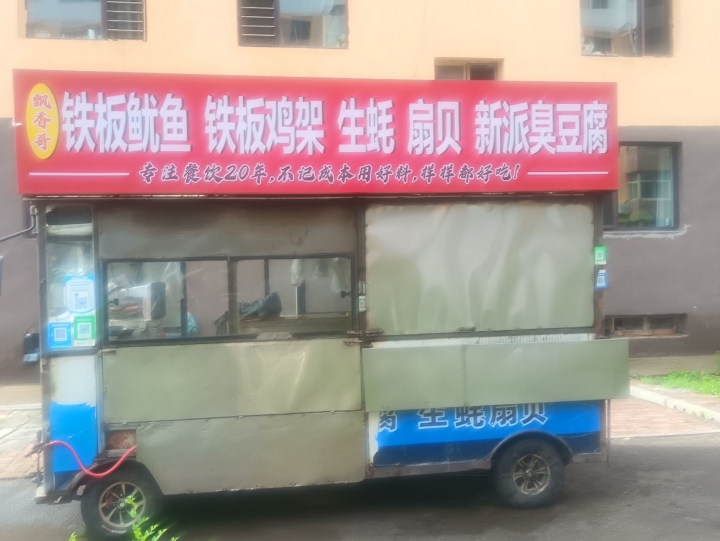 飘香哥
铁板鱿鱼 铁板鸡架 生蚝 扇贝 新派臭豆腐
专注餐饮20年,不记成本用好料,样样都好吃!
生蚝扇贝